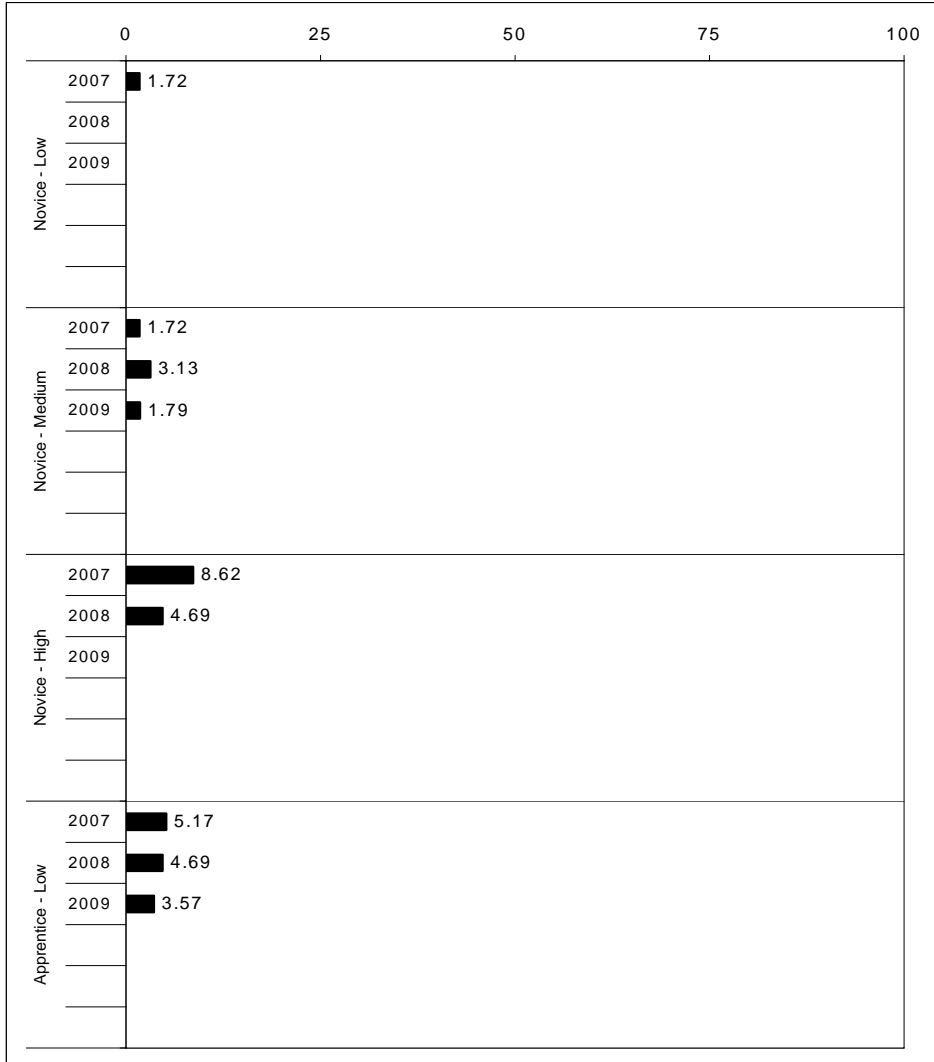 0 25 50 75 100
Novice - Low
2007 1.72
2008
2009
Novice - Medium
2007 1.72
2008 3.13
2009 1.79
Novice - High
2007 8.62
2008 4.69
2009
Apprentice - Low
2007 5.17
2008 4.69
2009 3.57